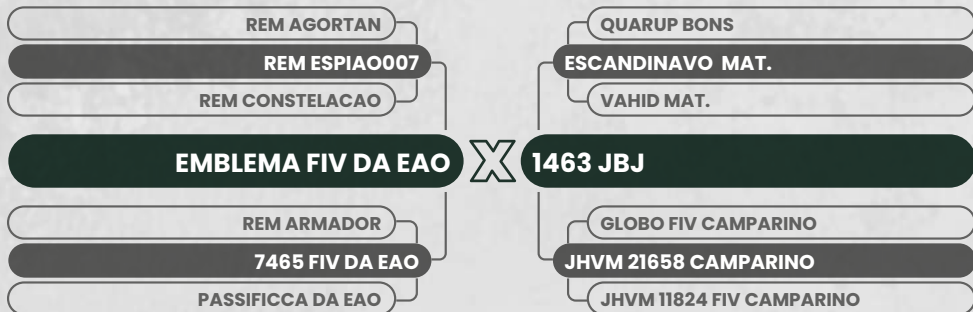 REM AGORTAN
REM ESPIAO007
REM CONSTELACAO
EMBLEMA FIV DA EAO
REM ARMADOR
7465 FIV DA EAO
PASSIFICCA DA EAO
X
QUARUP BONS
ESCANDINAVO MAT.
VAHID MAT.
1463 JBJ
GLOBO FIV CAMPARINO
JHVM 21658 CAMPARINO
JHVM 11824 FIV CAMPARINO